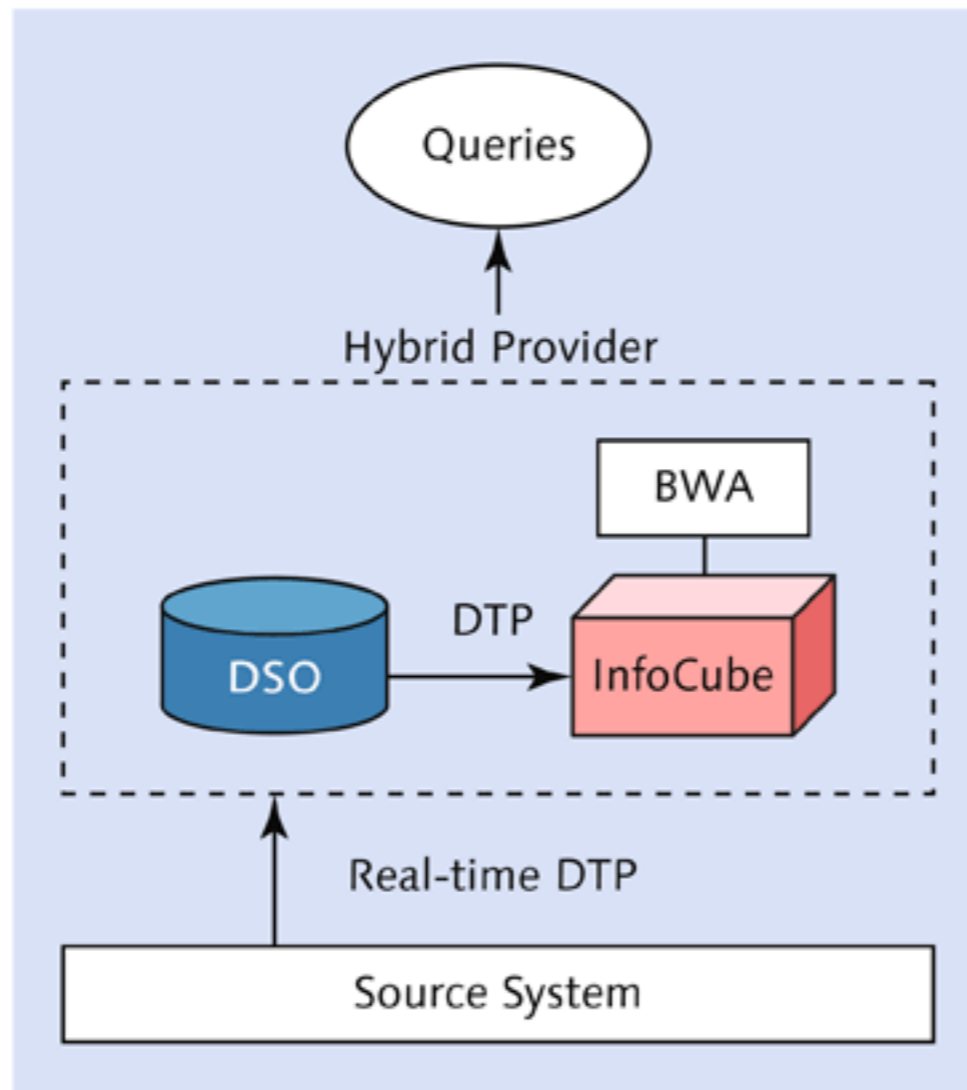 Queries
Hybrid Provider
BWA
DTP
DSO
InfoCube
Real-time DTP
Source System